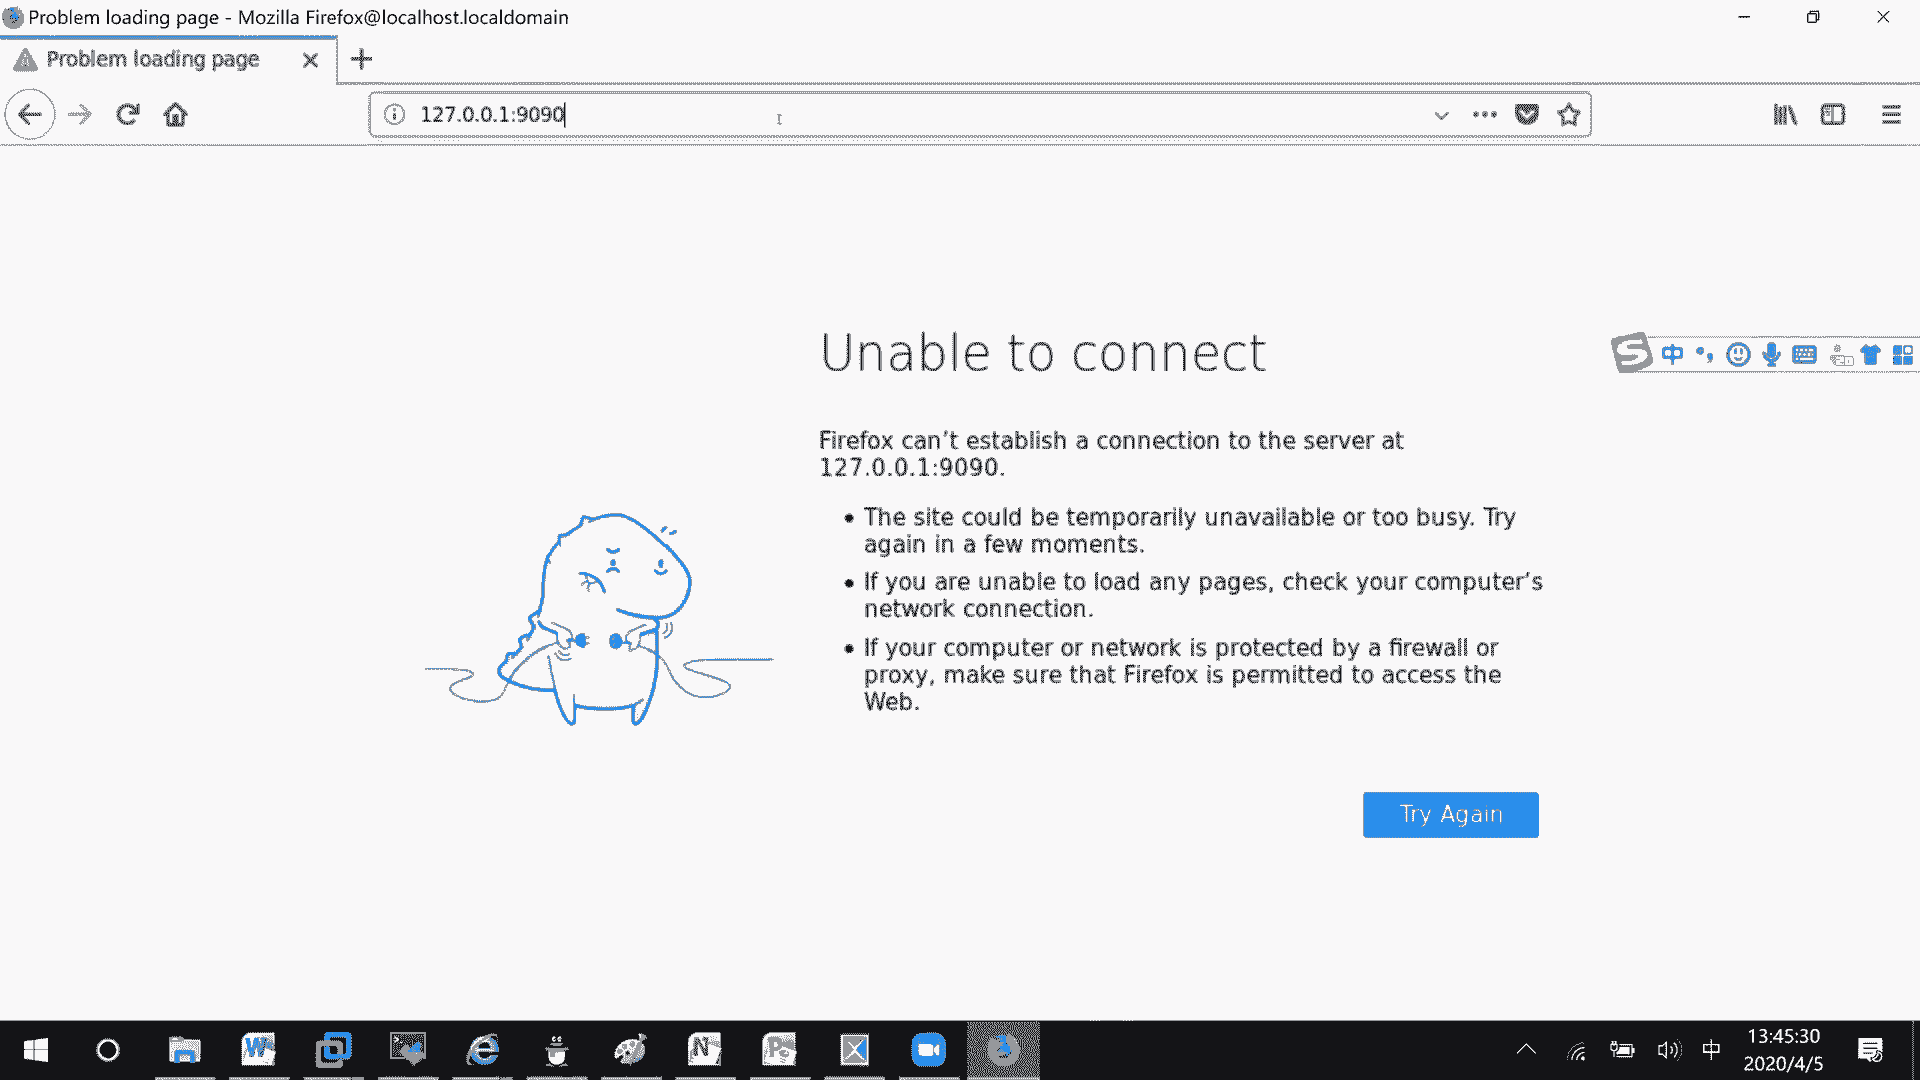 Problem loading page - Mozilla Firefox@localhost.localdomain
Problem loading page
127.0.0.1:9090
Unable to connect
中
Firefox can’t establish a connection to the server at
127.0.0.1:9090.
• The site could be temporarily unavailable or too busy. Try
again in a few moments.
• If you are unable to load any pages, check your computer’s
network connection.
• If your computer or network is protected by a firewall or
proxy, make sure that Firefox is permitted to access the
Web.
Try Again
中
13:45:30
2020/4/5